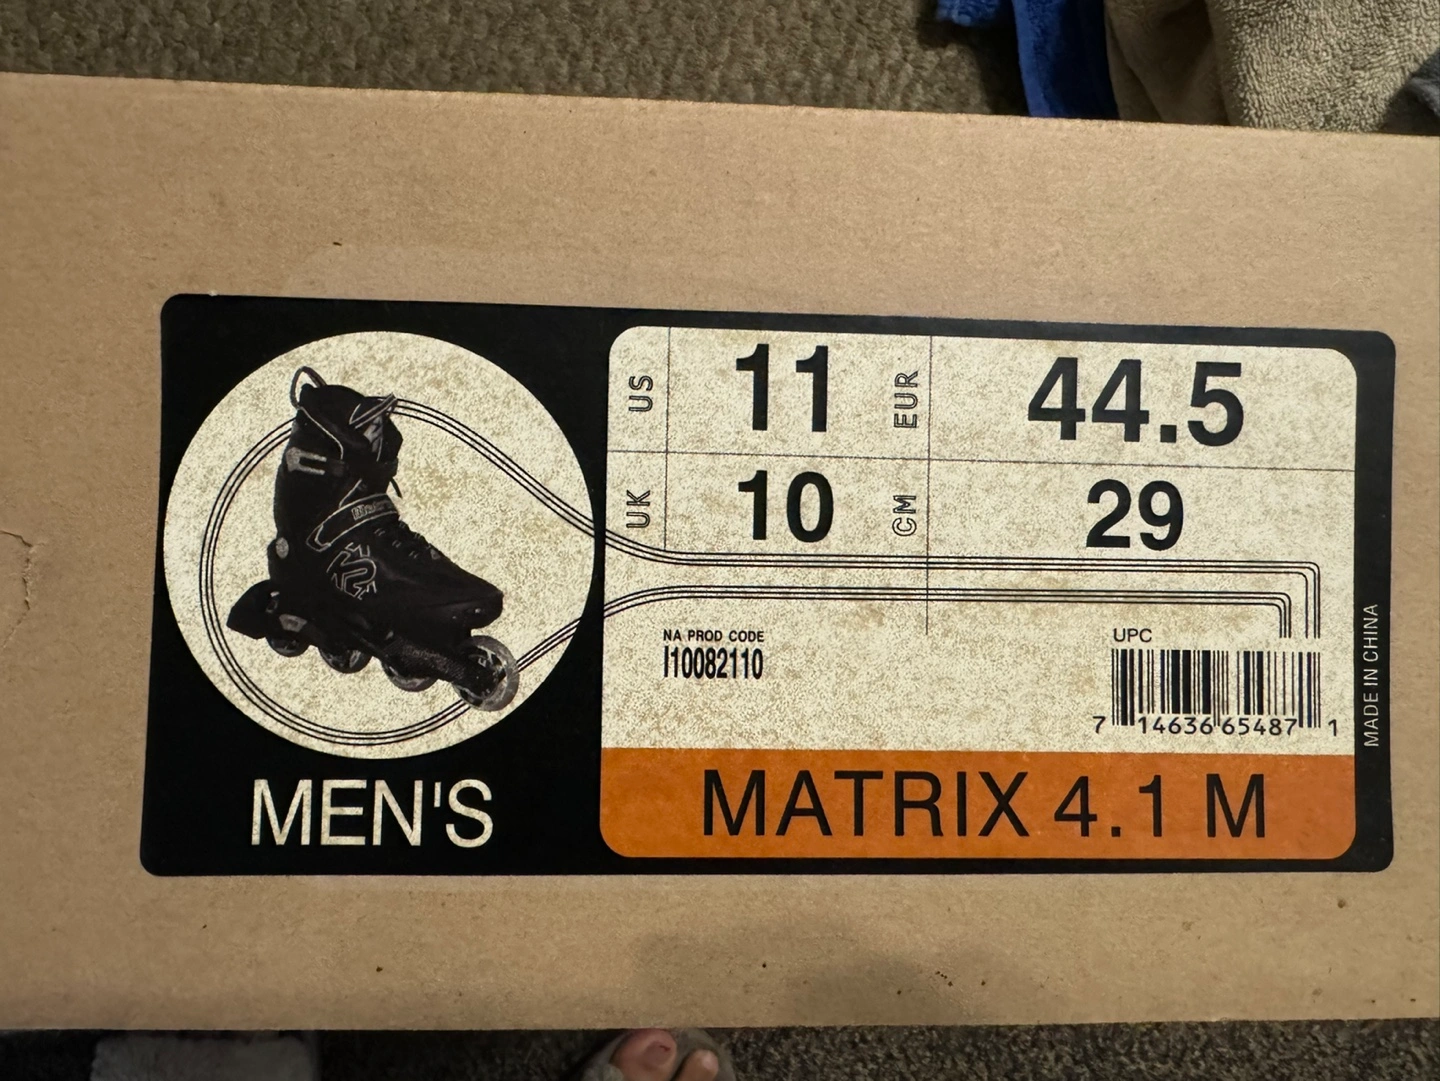 US 11 EUR 44.5
UK 10 CM 29
NA PROD CODE
I10082110
UPC
7 14636 65487 1
MADE IN CHINA
K2
MEN'S
MATRIX 4.1 M